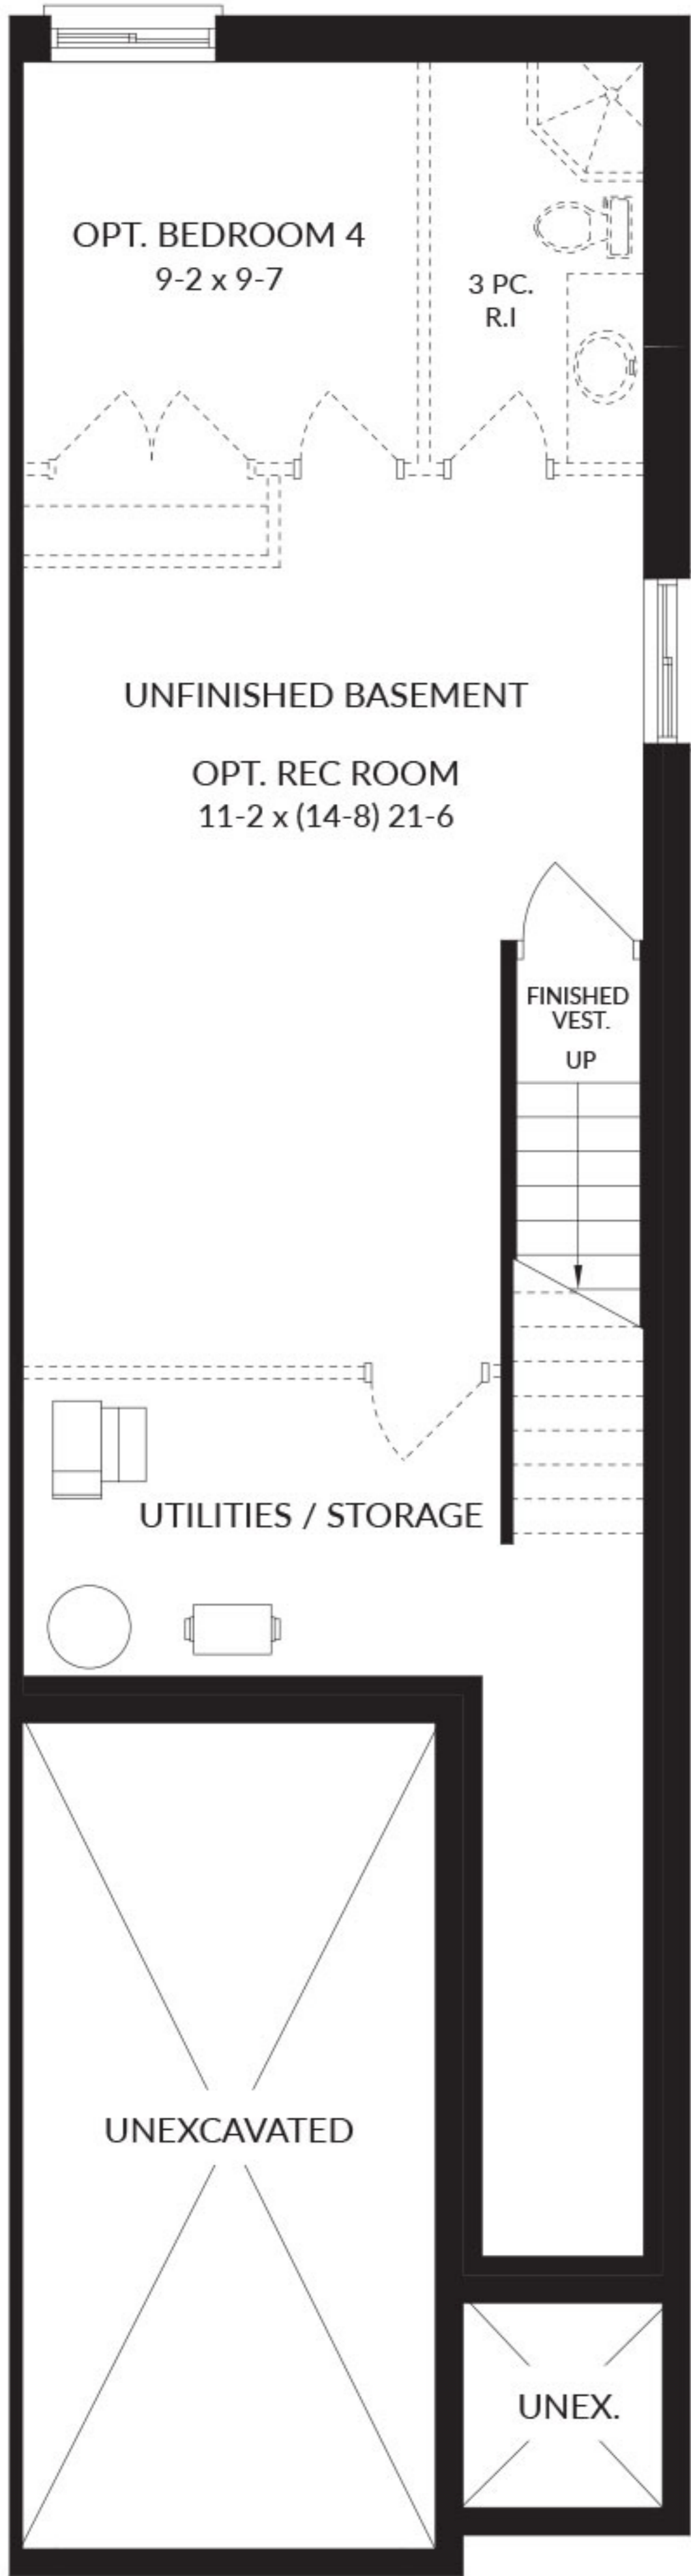 OPT. BEDROOM 4
9-2 x 9-7
3 PC.
R.I
UNFINISHED BASEMENT
OPT. REC ROOM
11-2 x (14-8) 21-6
FINISHED
VEST.
UP
UTILITIES / STORAGE
UNEXCAVATED
UNEX.